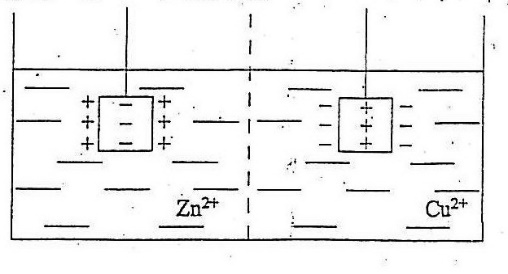 + − +
+ − +
+ − +
− + −
− + −
− + −
Zn²⁺
Cu²⁺